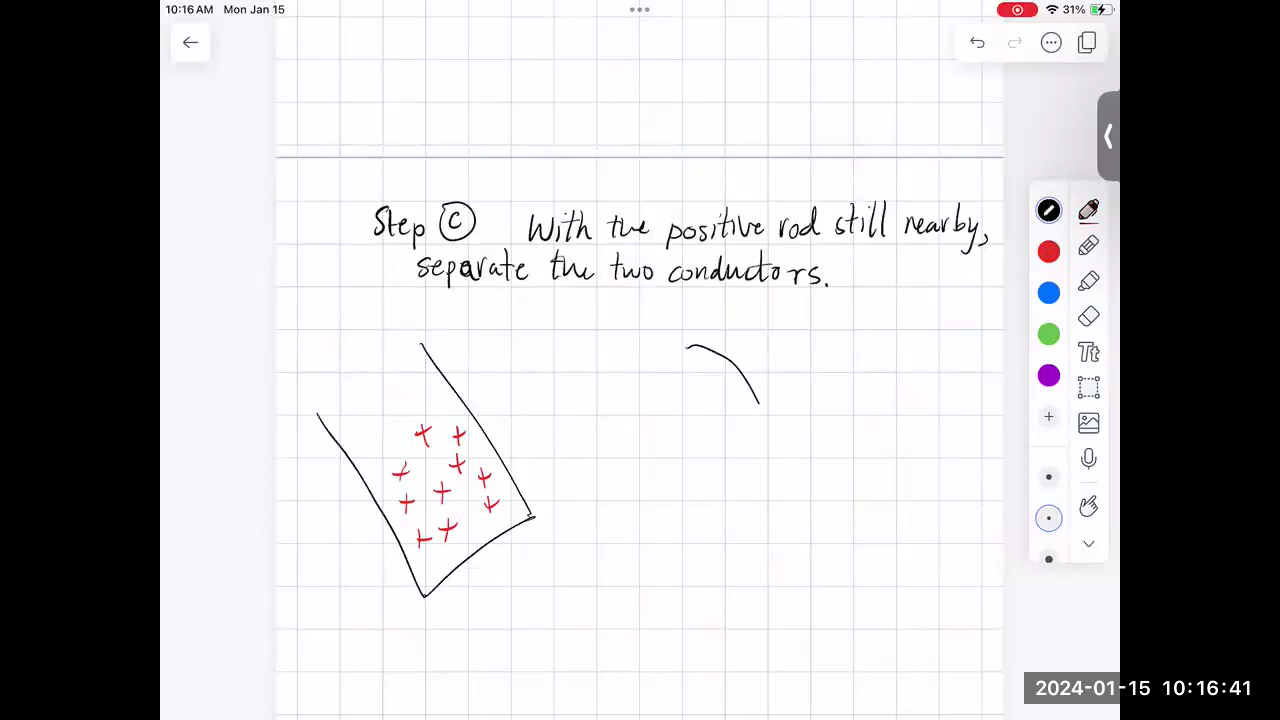 10:16 AM Mon Jan 15
31%
Step C With the positive rod still nearby,
separate the two conductors.
+ +
+ + +
+ + +
+ +
Tt
2024-01-15 10:16:41